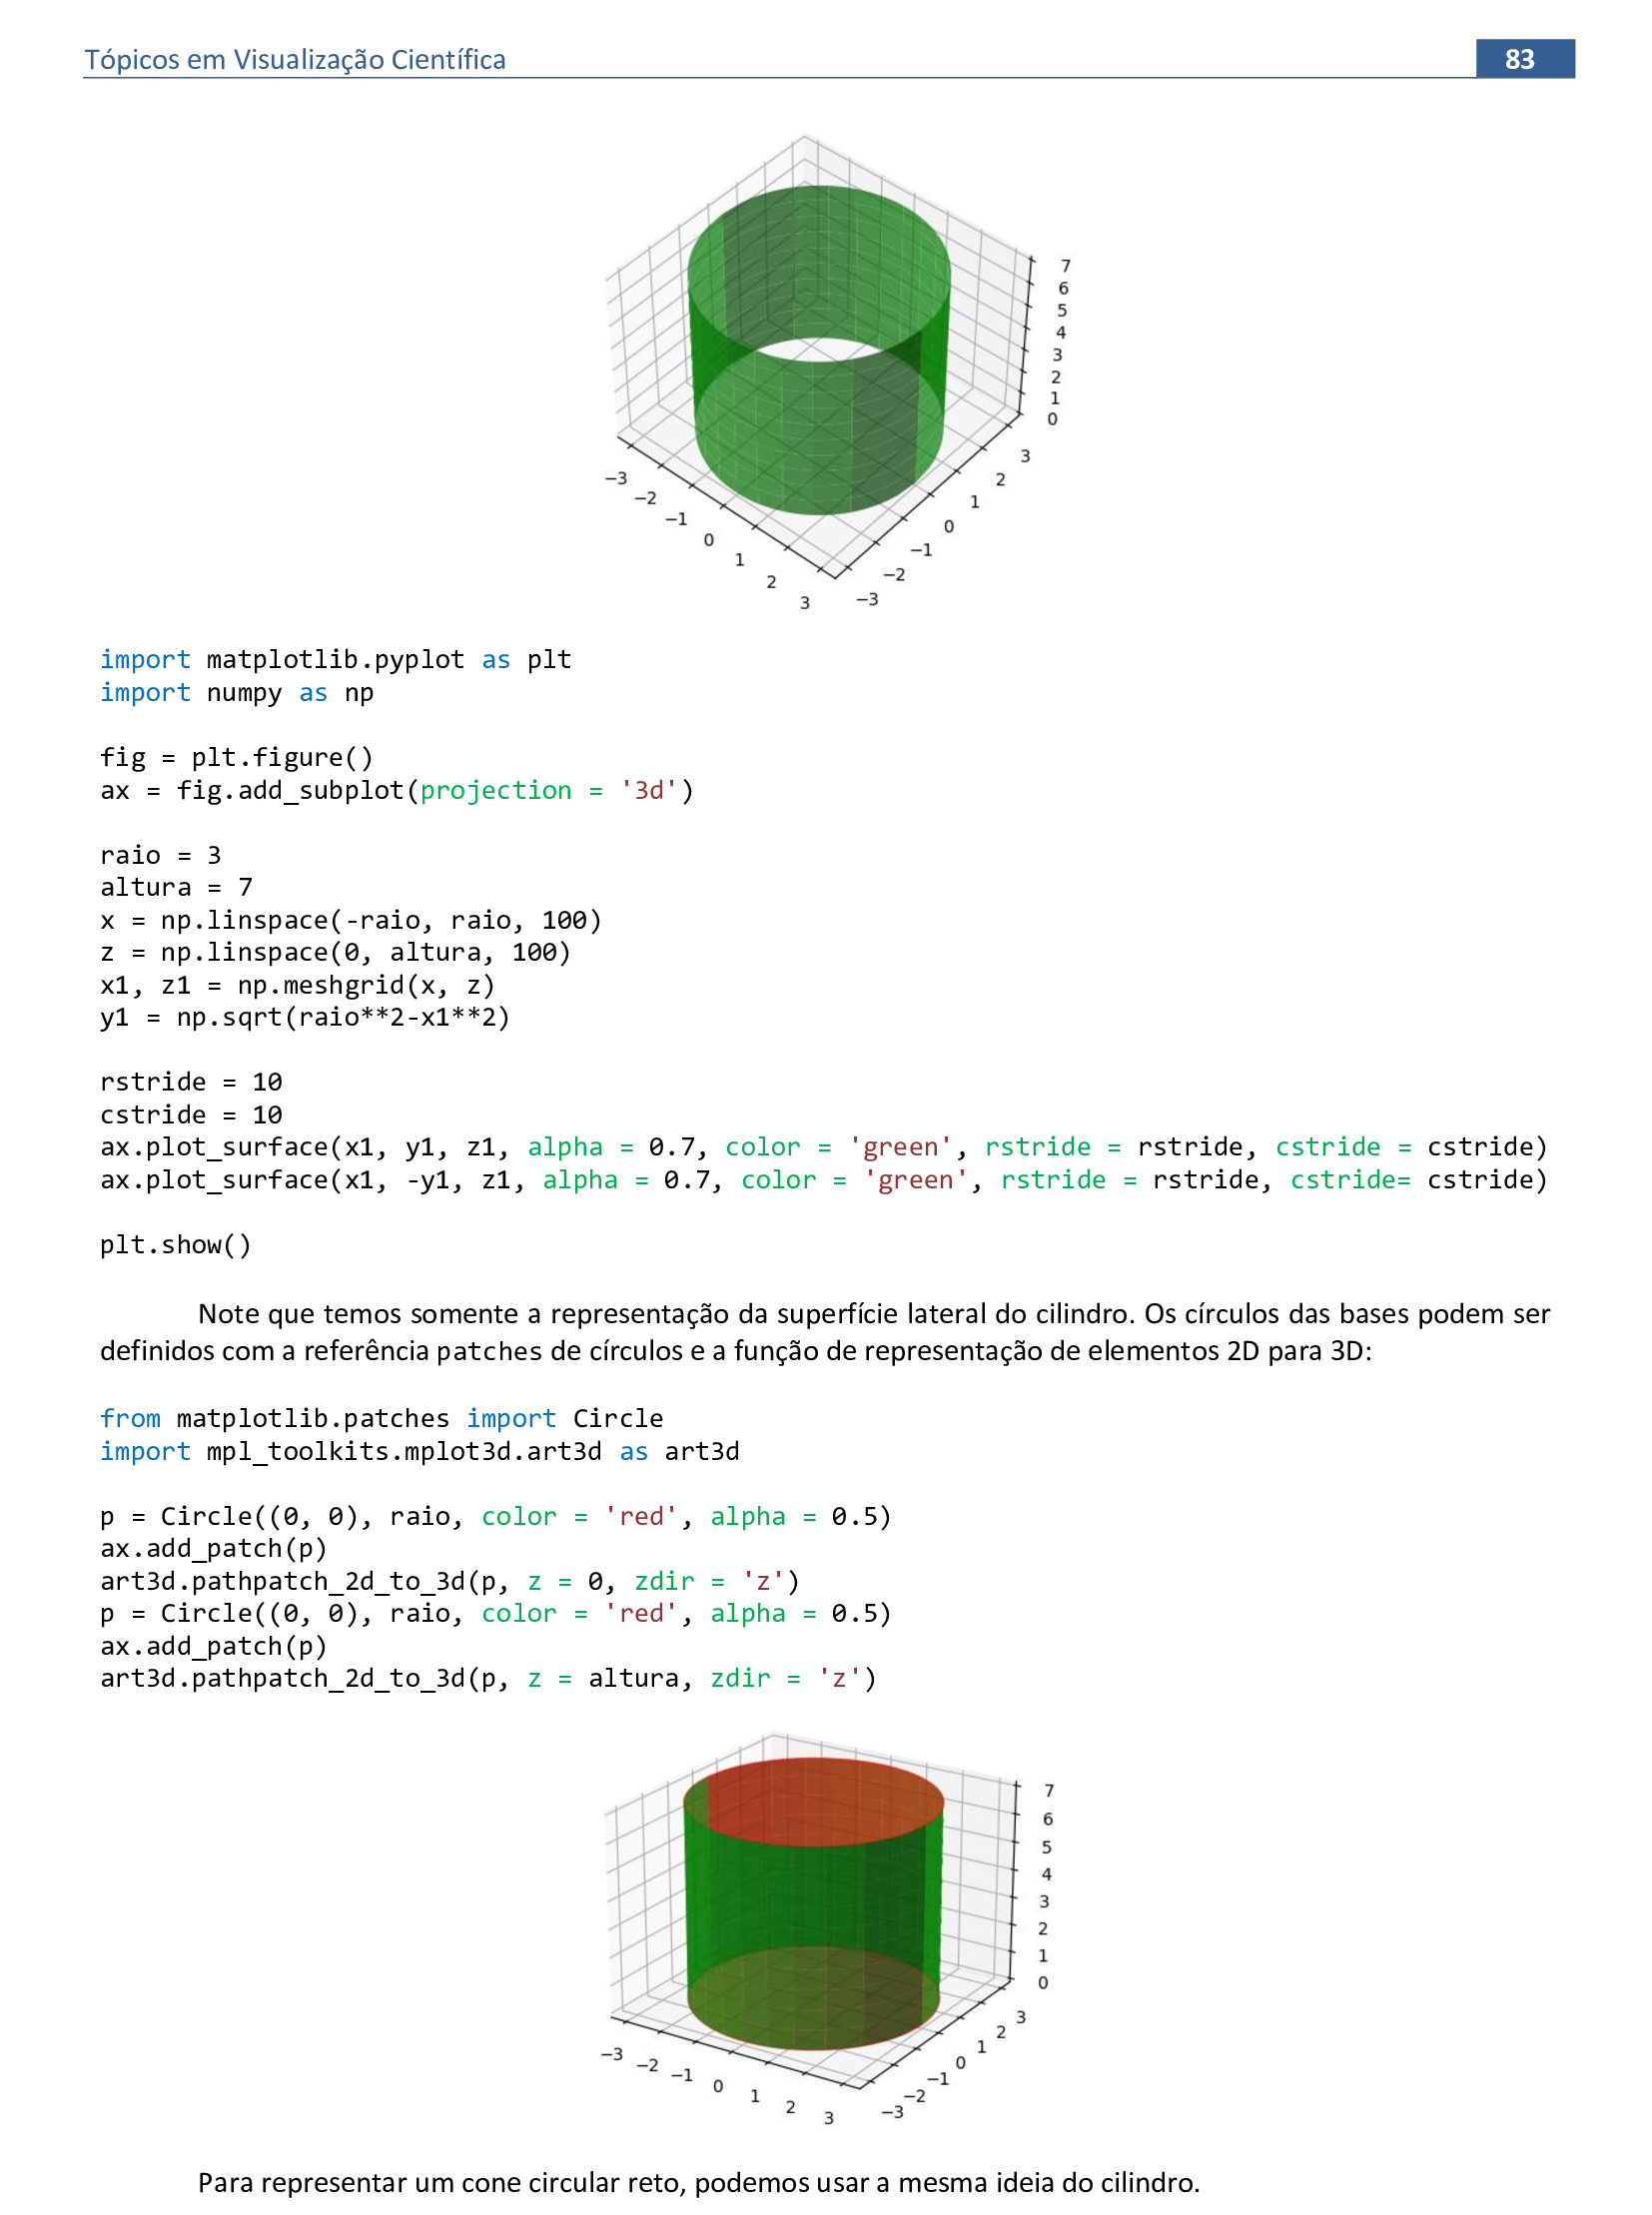 Tópicos em Visualização Científica
83
7
6
5
4
3
2
1
0
−3
−2
−1
0
1
2
3
−3
−2
−1
0
1
2
3
import matplotlib.pyplot as plt
import numpy as np
fig = plt.figure()
ax = fig.add_subplot(projection = '3d')
raio = 3
altura = 7
x = np.linspace(-raio, raio, 100)
z = np.linspace(0, altura, 100)
x1, z1 = np.meshgrid(x, z)
y1 = np.sqrt(raio**2-x1**2)
rstride = 10
cstride = 10
ax.plot_surface(x1, y1, z1, alpha = 0.7, color = 'green', rstride = rstride, cstride = cstride)
ax.plot_surface(x1, -y1, z1, alpha = 0.7, color = 'green', rstride = rstride, cstride= cstride)
plt.show()
Note que temos somente a representação da superfície lateral do cilindro. Os círculos das bases podem ser
definidos com a referência patches de círculos e a função de representação de elementos 2D para 3D:
from matplotlib.patches import Circle
import mpl_toolkits.mplot3d.art3d as art3d
p = Circle((0, 0), raio, color = 'red', alpha = 0.5)
ax.add_patch(p)
art3d.pathpatch_2d_to_3d(p, z = 0, zdir = 'z')
p = Circle((0, 0), raio, color = 'red', alpha = 0.5)
ax.add_patch(p)
art3d.pathpatch_2d_to_3d(p, z = altura, zdir = 'z')
7
6
5
4
3
2
1
0
−3
−2
−1
0
1
2
3
−3
−2
−1
0
1
2
3
Para representar um cone circular reto, podemos usar a mesma ideia do cilindro.